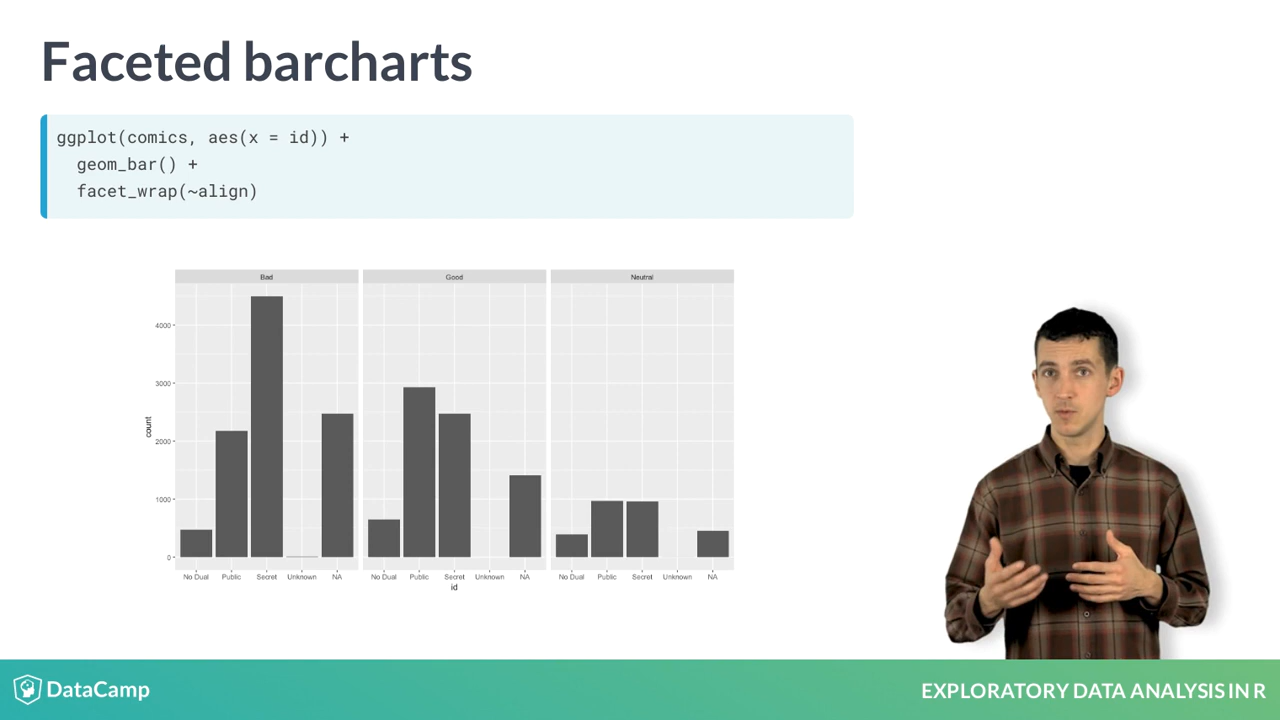 Faceted barcharts
ggplot(comics, aes(x = id)) +
geom_bar() +
facet_wrap(~align)
Bad Good Neutral
4000
3000
2000
1000
0
count
No Dual Public Secret Unknown NA No Dual Public Secret Unknown NA No Dual Public Secret Unknown NA
id
DataCamp EXPLORATORY DATA ANALYSIS IN R